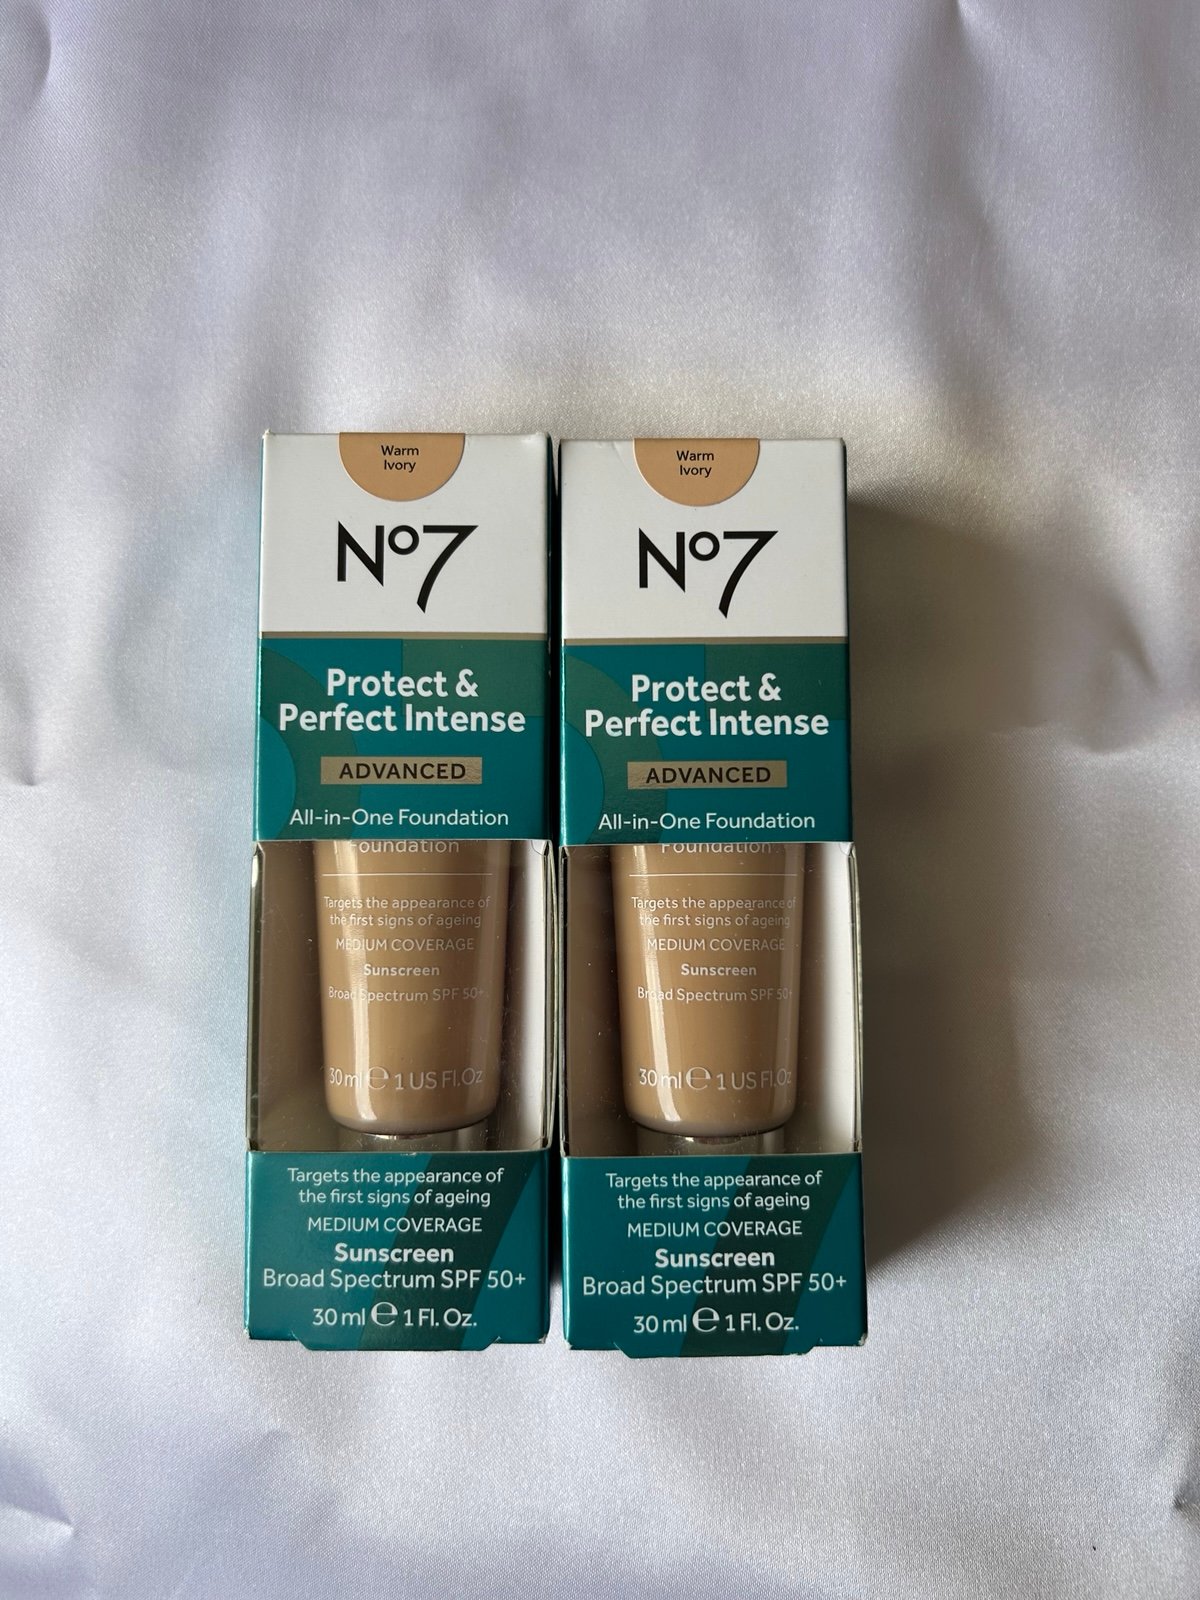 Warm
Ivory
No7
Protect &
Perfect Intense
ADVANCED
All-in-One Foundation
Foundation
Targets the appearance of
the first signs of ageing
MEDIUM COVERAGE
Sunscreen
Broad Spectrum SPF 50+
30 ml ℮ 1 US Fl.Oz
Targets the appearance of
the first signs of ageing
MEDIUM COVERAGE
Sunscreen
Broad Spectrum SPF 50+
30 ml ℮ 1 Fl. Oz.
Warm
Ivory
No7
Protect &
Perfect Intense
ADVANCED
All-in-One Foundation
Foundation
Targets the appearance of
the first signs of ageing
MEDIUM COVERAGE
Sunscreen
Broad Spectrum SPF 50+
30 ml ℮ 1 US Fl.Oz
Targets the appearance of
the first signs of ageing
MEDIUM COVERAGE
Sunscreen
Broad Spectrum SPF 50+
30 ml ℮ 1 Fl. Oz.